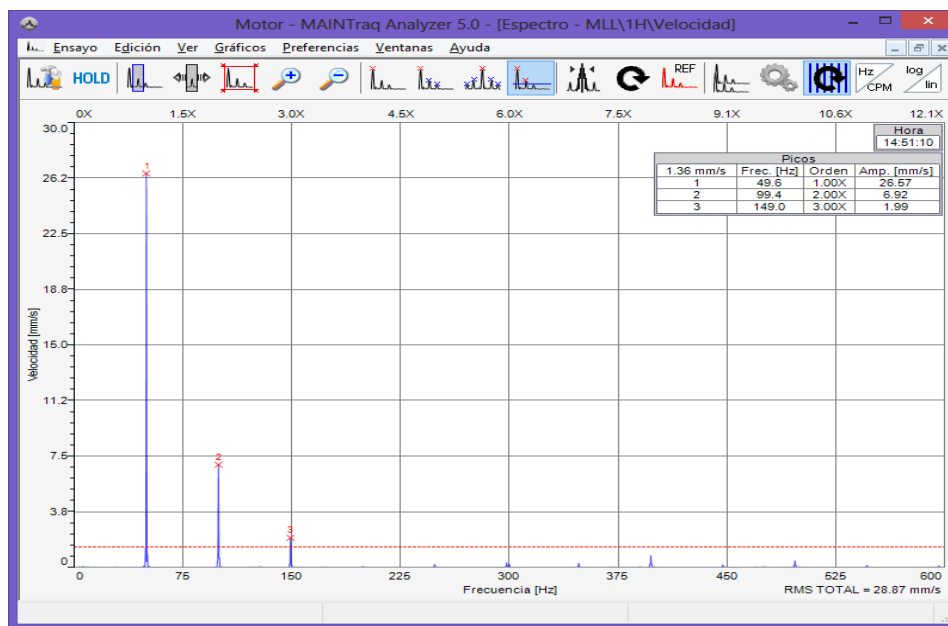 Motor - MAINTraq Analyzer 5.0 - [Espectro - MLL\1H\Velocidad]
Ensayo Edición Ver Gráficos Preferencias Ventanas Ayuda
HOLD REF Hz CPM log lin
0X 1.5X 3.0X 4.5X 6.0X 7.5X 9.1X 10.6X 12.1X
Hora
14:51:10
Picos
1.36 mm/s Frec. [Hz] Orden Amp. [mm/s]
1 49.6 1.00X 26.57
2 99.4 2.00X 6.92
3 149.0 3.00X 1.99
30.0
1
26.2
22.5
18.8
Velocidad [mm/s]
15.0
11.2
7.5
2
3.8
3
0
0 75 150 225 300 375 450 525 600
Frecuencia [Hz]
RMS TOTAL = 28.87 mm/s